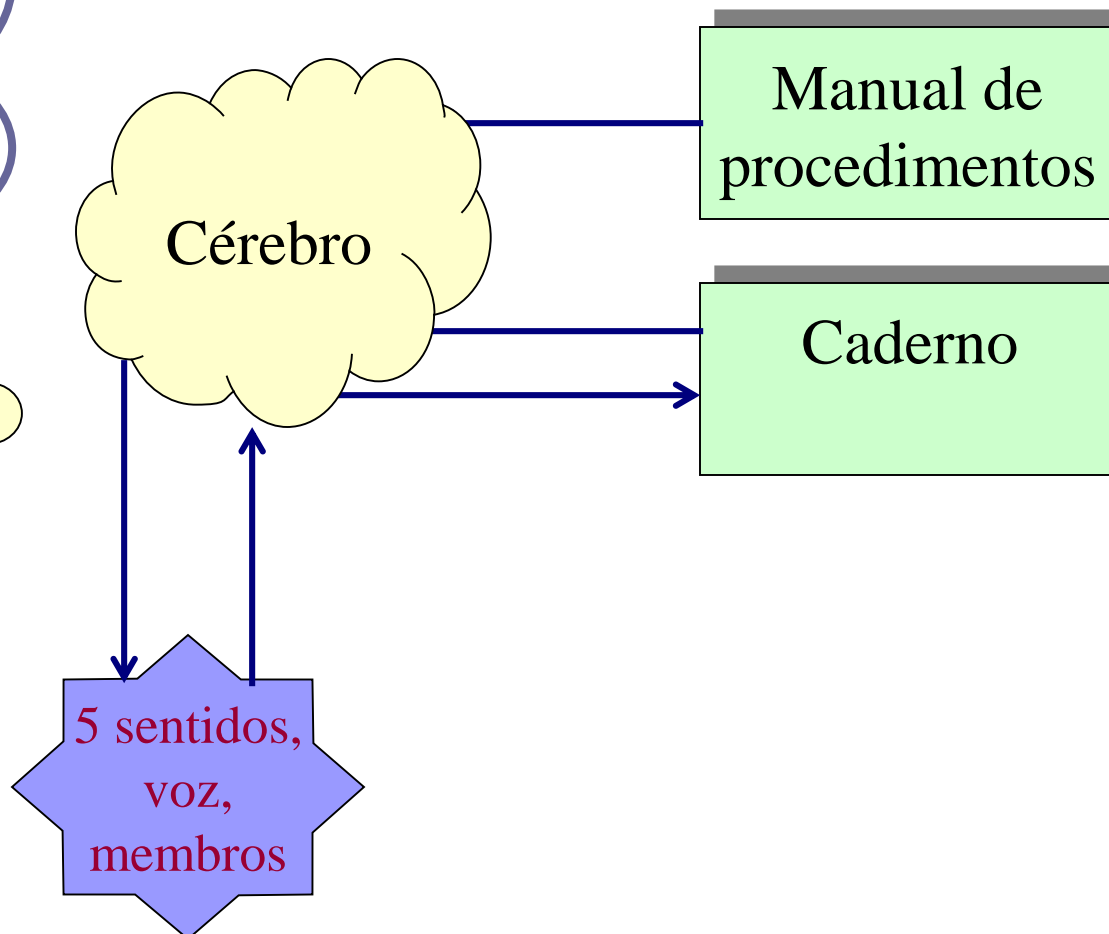 Manual de
procedimentos
Cérebro
Caderno
5 sentidos,
voz,
membros